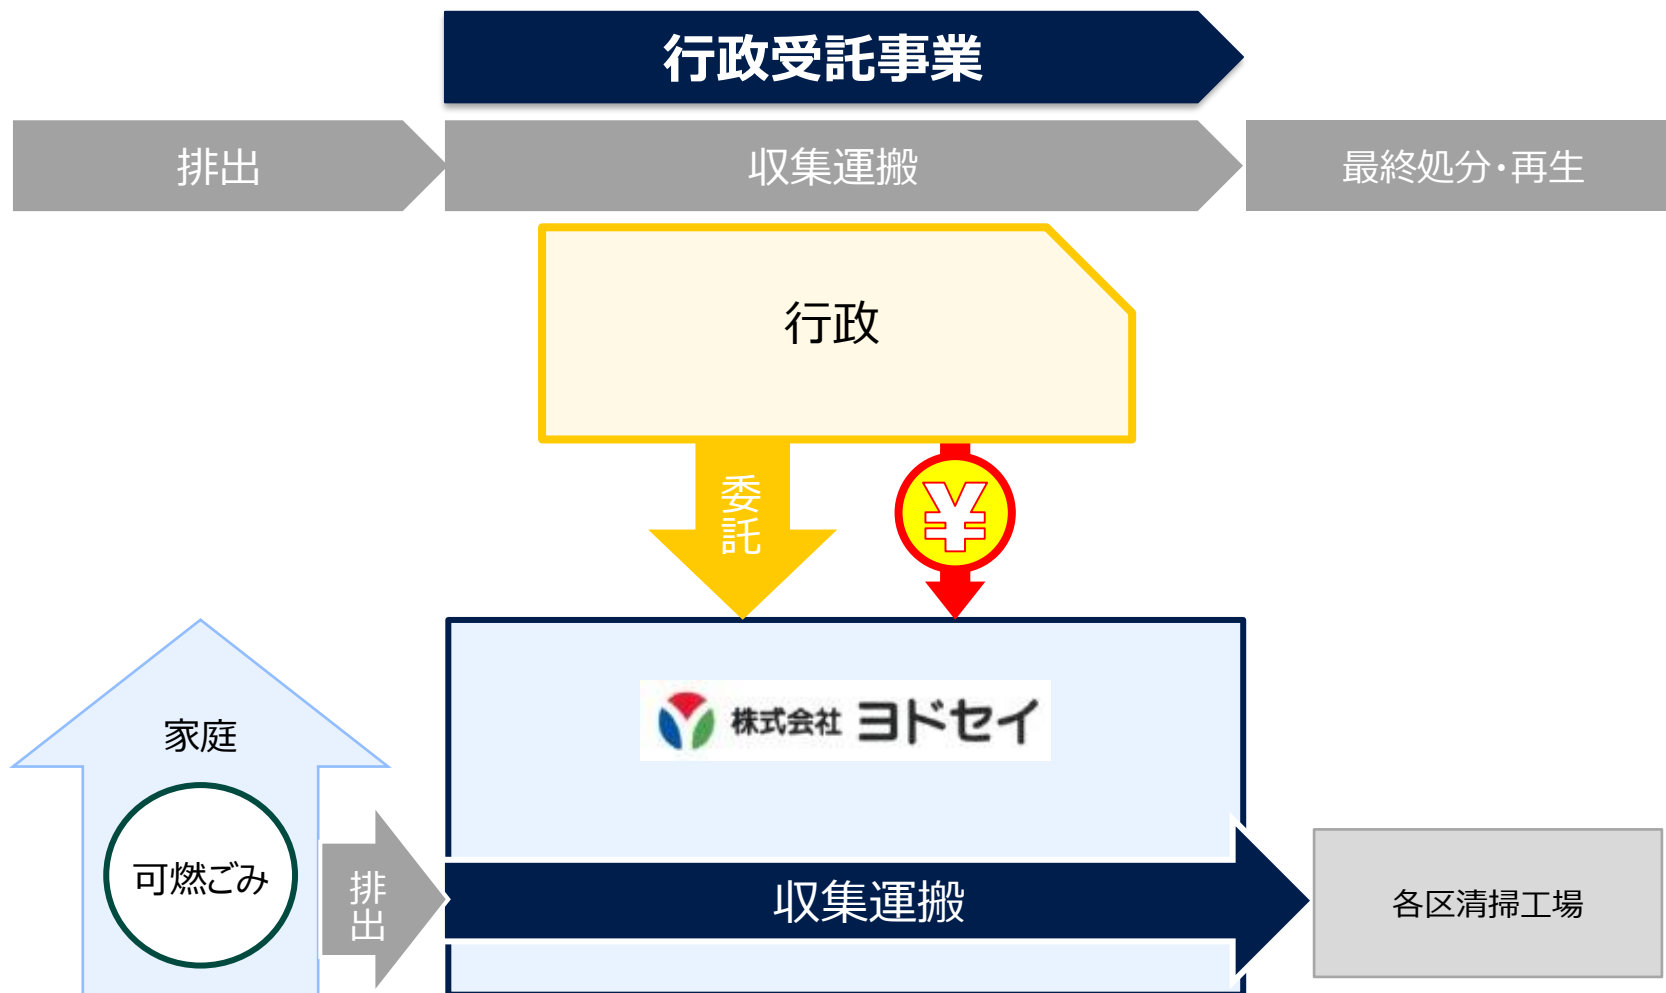 行政受託事業
排出
収集運搬
最終処分・再生
行政
委託
¥
株式会社 ヨドセイ
家庭
可燃ごみ
排出
収集運搬
各区清掃工場